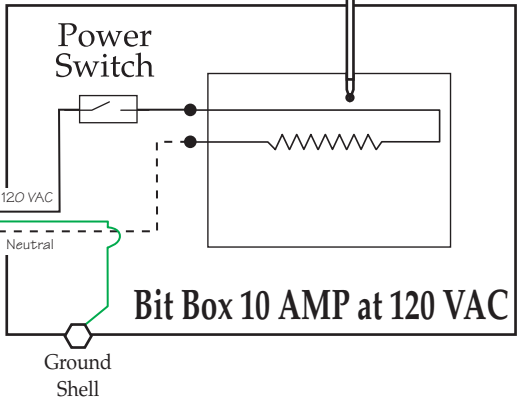 Power
Switch
120 VAC
Neutral
Bit Box 10 AMP at 120 VAC
Ground
Shell